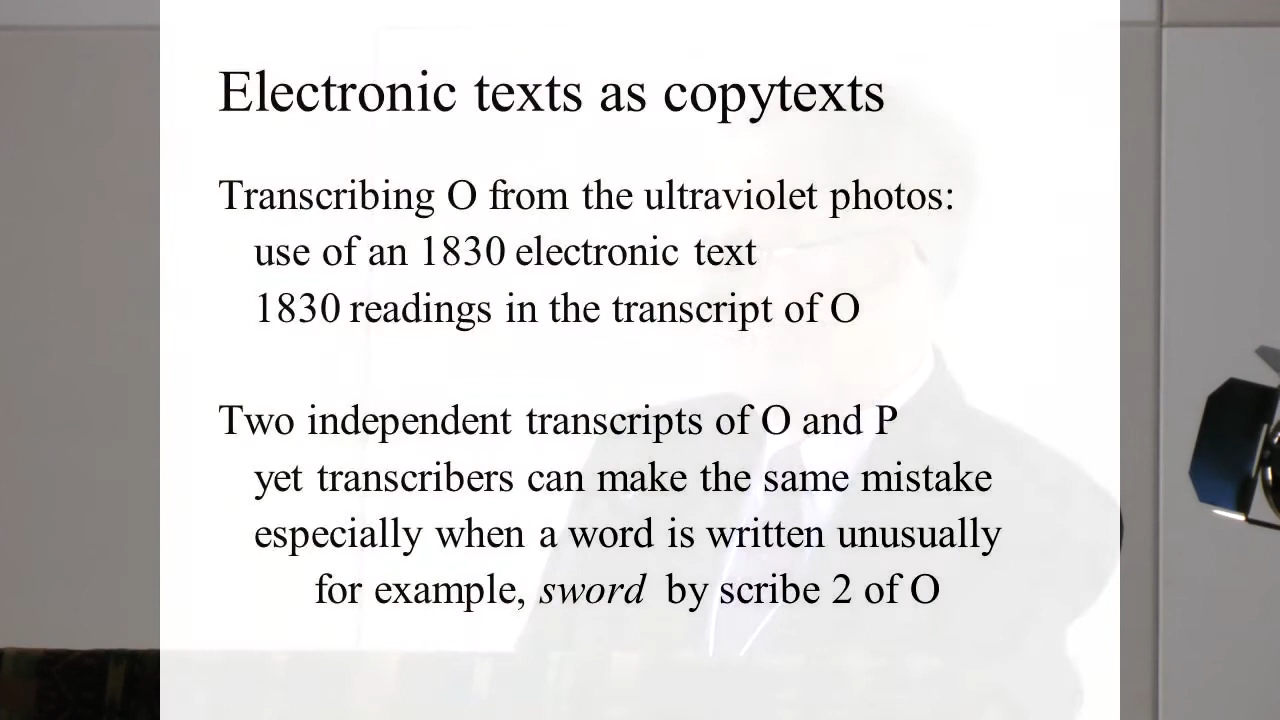 Electronic texts as copytexts
Transcribing O from the ultraviolet photos:
use of an 1830 electronic text
1830 readings in the transcript of O
Two independent transcripts of O and P
yet transcribers can make the same mistake
especially when a word is written unusually
for example, sword by scribe 2 of O